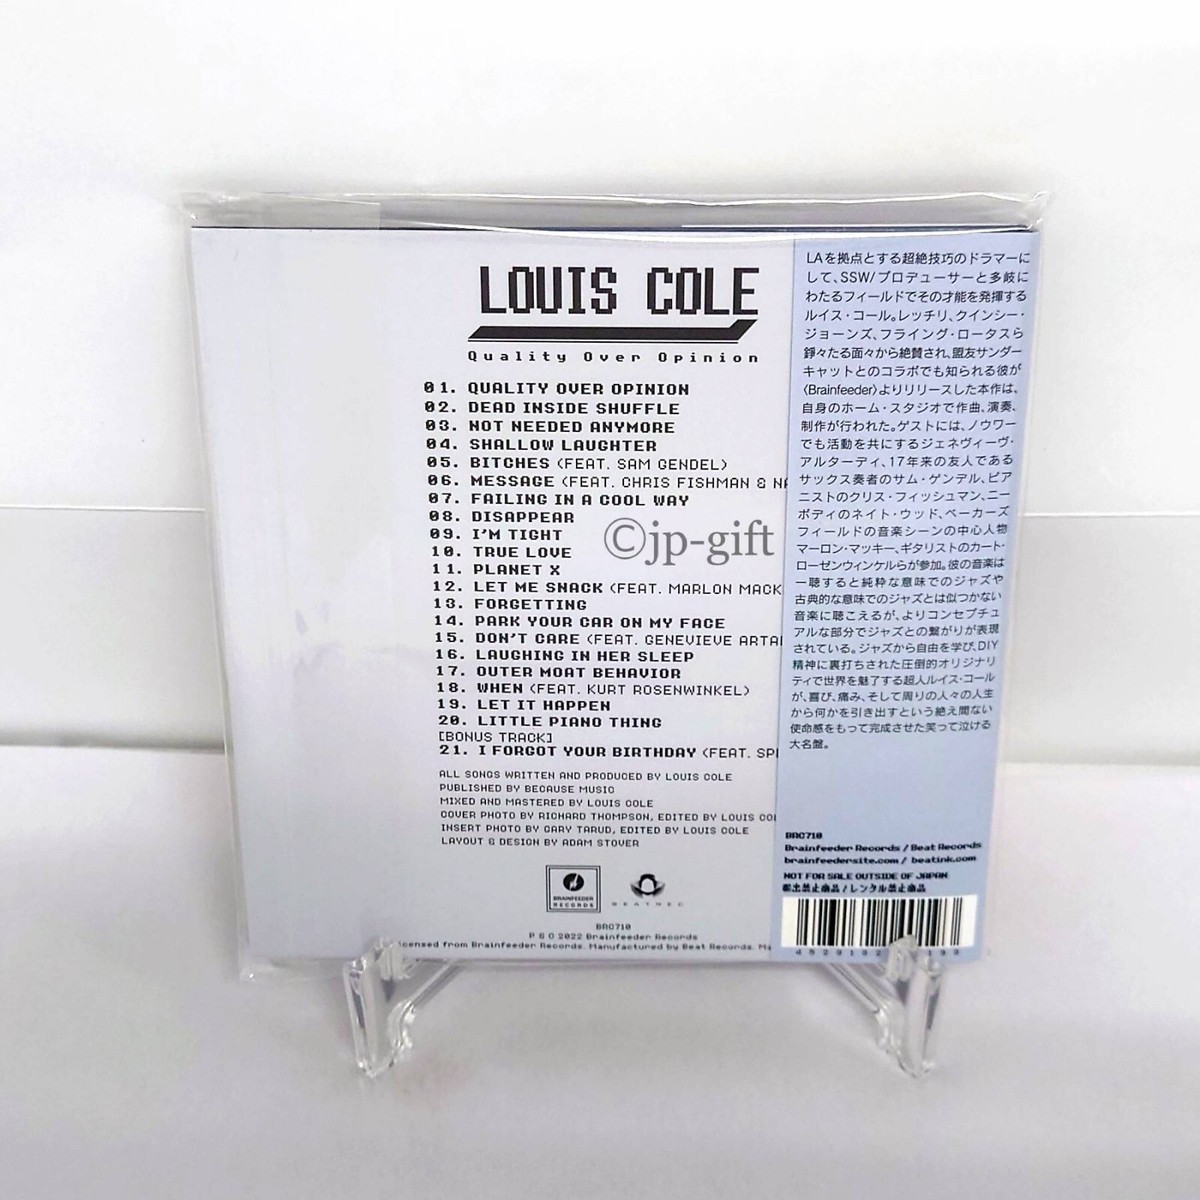 LOUIS COLE
Quality Over Opinion
01. QUALITY OVER OPINION
02. DEAD INSIDE SHUFFLE
03. NOT NEEDED ANYMORE
04. SHALLOW LAUGHTER
05. BITCHES (FEAT. SAM GENDEL)
06. MESSAGE (FEAT. CHRIS FISHMAN & NA
07. FAILING IN A COOL WAY
08. DISAPPEAR
09. I'M TIGHT
10. TRUE LOVE
11. PLANET X
12. LET ME SNACK (FEAT. MARLON MACK
13. FORGETTING
14. PARK YOUR CAR ON MY FACE
15. DON'T CARE (FEAT. GENEVIEVE ARTA
16. LAUGHING IN HER SLEEP
17. OUTER MOAT BEHAVIOR
18. WHEN (FEAT. KURT ROSENWINKEL)
19. LET IT HAPPEN
20. LITTLE PIANO THING
[BONUS TRACK]
21. I FORGOT YOUR BIRTHDAY (FEAT. SP
ALL SONGS WRITTEN AND PRODUCED BY LOUIS COLE
PUBLISHED BY BECAUSE MUSIC
MIXED AND MASTERED BY LOUIS COLE
COVER PHOTO BY RICHARD THOMPSON, EDITED BY LOUIS COL
INSERT PHOTO BY GARY TARUD, EDITED BY LOUIS COLE
LAYOUT & DESIGN BY ADAM STOVER
BRAINFEEDER
RECORDS
BEATREC
BRC710
P & C 2022 Brainfeeder Records
icensed from Brainfeeder Records. Manufactured by Beat Records. Ma
©jp-gift
LAを拠点とする超絶技巧のドラマーに
して、SSW/プロデューサーと多岐に
わたるフィールドでその才能を発揮する
ルイス・コール。レッチリ、クインシー・
ジョーンズ、フライング・ロータスら
錚々たる面々から絶賛され、盟友サンダー
キャットとのコラボでも知られる彼が
〈Brainfeeder〉よりリリースした本作は、
自身のホーム・スタジオで作曲、演奏、
制作が行われた。ゲストには、ノウワー
でも活動を共にするジェネヴィーヴ・
アルターディ、17年来の友人である
サックス奏者のサム・ゲンデル、ピア
ニストのクリス・フィッシュマン、ニー
ボディのネイト・ウッド、ベーカーズ
フィールドの音楽シーンの中心人物
マーロン・マッキー、ギタリストのカート・
ローゼンウィンケルらが参加。彼の音楽は
一聴すると純粋な意味でのジャズや
古典的な意味でのジャズとは似つかない
音楽に聴こえるが、よりコンセプチュ
アルな部分でジャズとの繋がりが表現
されている。ジャズから自由を学び、DIY
精神に裏打ちされた圧倒的オリジナリ
ティで世界を魅了する超人ルイス・コール
が、喜び、痛み、そして周りの人々の人生
から何かを引き出すという絶え間ない
使命感をもって完成させた笑って泣ける
大名盤。
BRC710
Brainfeeder Records / Beat Records
brainfeedersite.com / beatink.com
NOT FOR SALE OUTSIDE OF JAPAN
輸出禁止商品 / レンタル禁止商品